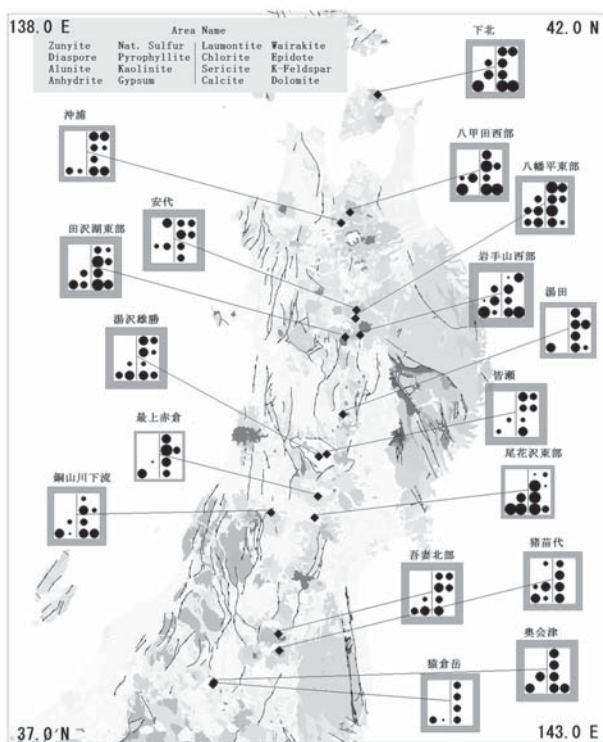 138.0 E
42.0 N
Area Name
Zunyite Nat. Sulfur Laumontite Wairakite
Diaspore Pyrophyllite Chlorite Epidote
Alunite Kaolinite Sericite K-Feldspar
Anhydrite Gypsum Calcite Dolomite
下北
沖浦
八甲田西部
八幡平東部
安代
田沢湖東部
岩手山西部
湯田
湯沢雄勝
皆瀬
最上赤倉
尾花沢東部
銅山川下流
吾妻北部
猪苗代
奥会津
猿倉岳
37.0 N
143.0 E